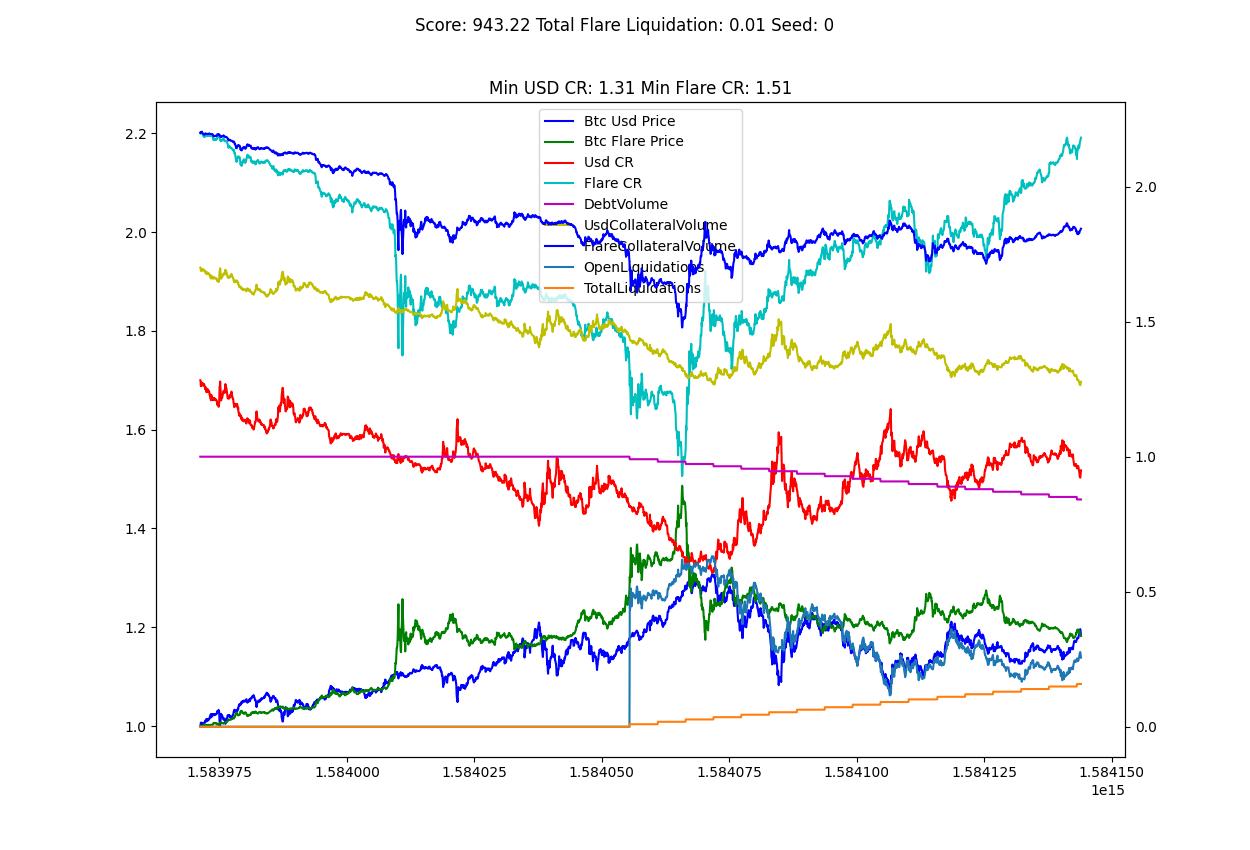 Score: 943.22 Total Flare Liquidation: 0.01 Seed: 0
Min USD CR: 1.31 Min Flare CR: 1.51
Btc Usd Price
Btc Flare Price
Usd CR
Flare CR
DebtVolume
UsdCollateralVolume
FlareCollateralVolume
OpenLiquidations
TotalLiquidations
2.2
2.0
1.8
1.6
1.4
1.2
1.0
2.0
1.5
1.0
0.5
0.0
1.583975 1.584000 1.584025 1.584050 1.584075 1.584100 1.584125 1.584150
1e15